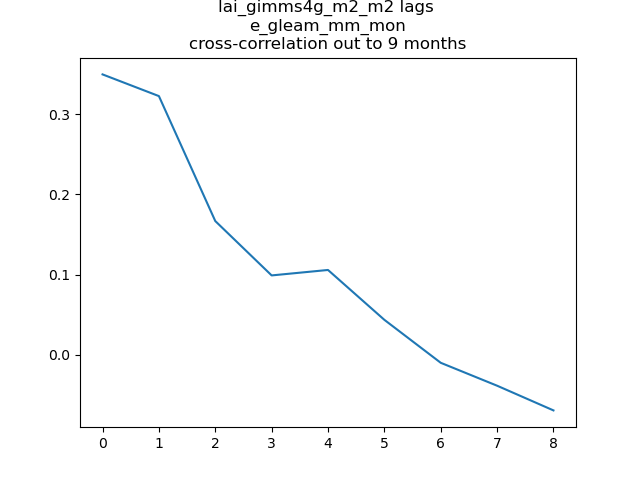 lai_gimms4g_m2_m2 lags
e_gleam_mm_mon
cross-correlation out to 9 months
0.3
0.2
0.1
0.0
0 1 2 3 4 5 6 7 8